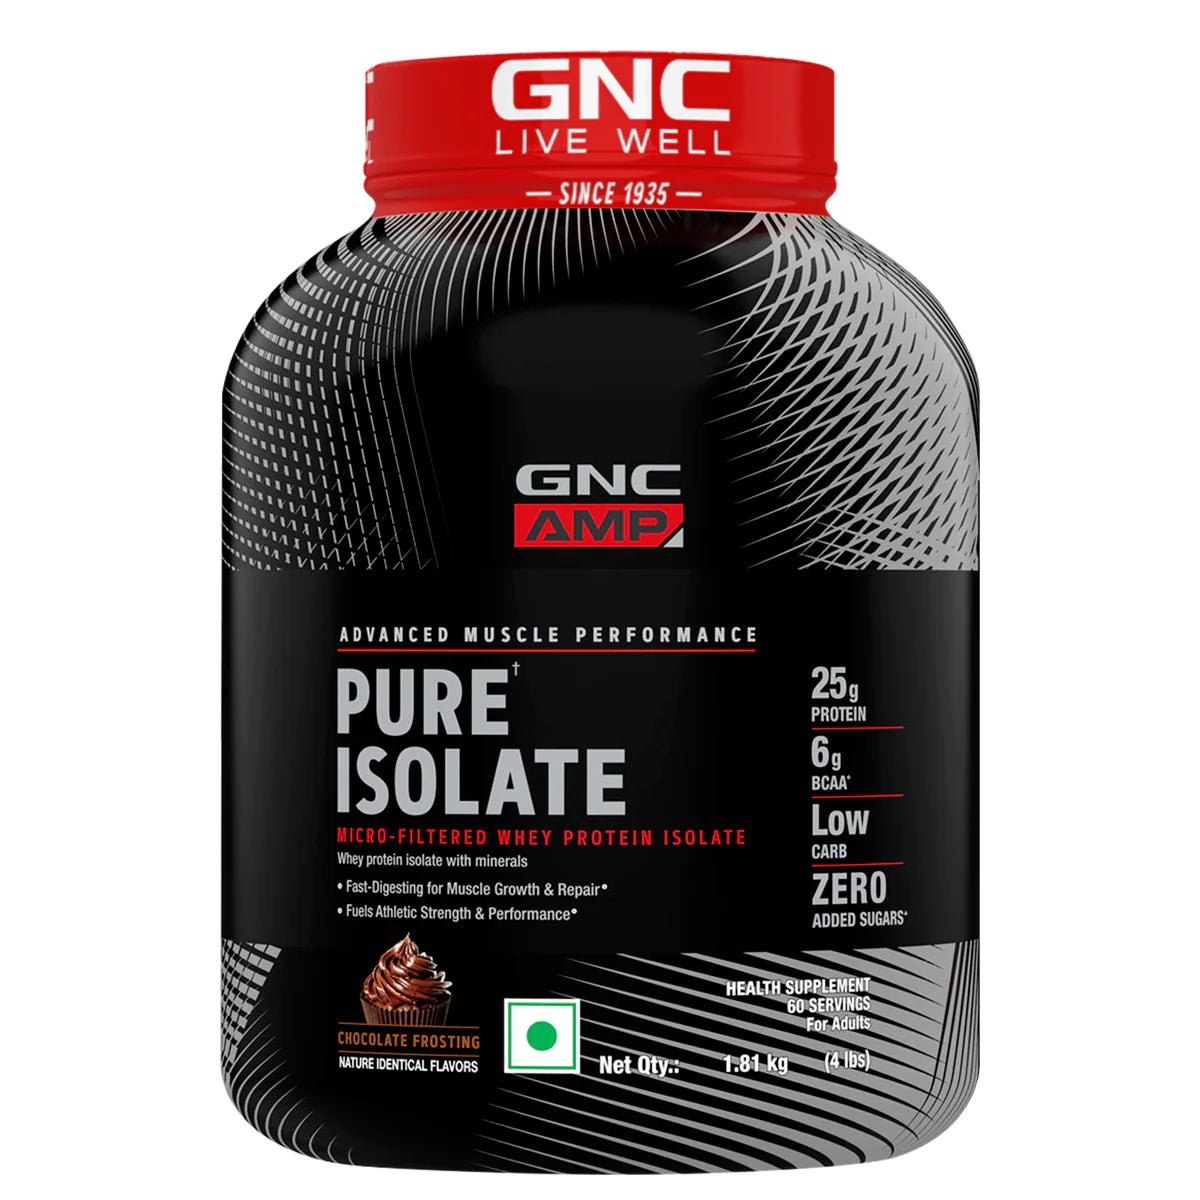 GNC
LIVE WELL
— SINCE 1935 —
GNC
AMP
ADVANCED MUSCLE PERFORMANCE
PURE†
ISOLATE
MICRO-FILTERED WHEY PROTEIN ISOLATE
Whey protein isolate with minerals
• Fast-Digesting for Muscle Growth & Repair•
• Fuels Athletic Strength & Performance•
25g
PROTEIN
6g
BCAA*
Low
CARB
ZERO
ADDED SUGARS*
CHOCOLATE FROSTING
NATURE IDENTICAL FLAVORS
HEALTH SUPPLEMENT
60 SERVINGS
For Adults
Net Qty.: 1.81 kg (4 lbs)